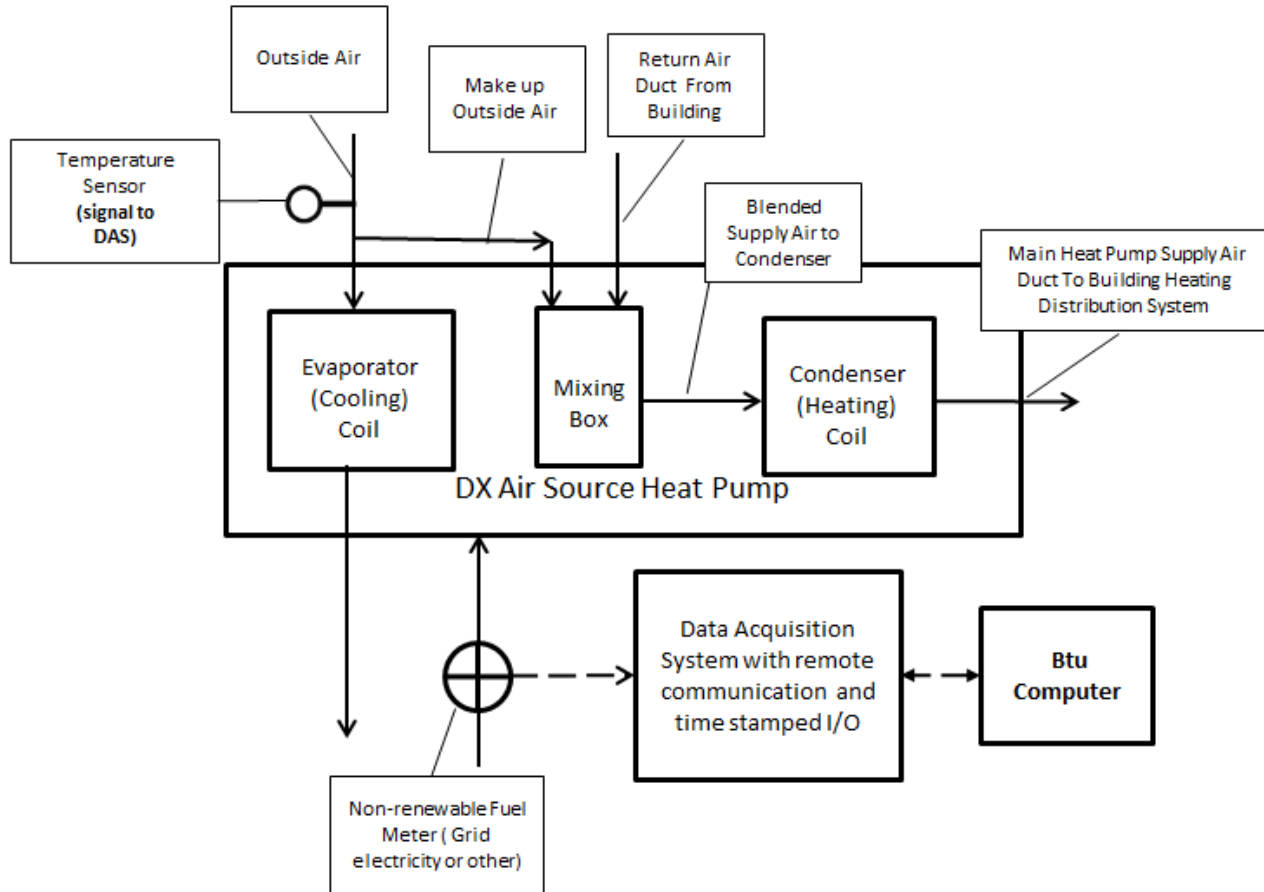 Outside Air
Make up
Outside Air
Return Air
Duct From
Building
Temperature
Sensor
(signal to
DAS)
Blended
Supply Air to
Condenser
Main Heat Pump Supply Air
Duct To Building Heating
Distribution System
Evaporator
(Cooling)
Coil
Mixing
Box
Condenser
(Heating)
Coil
DX Air Source Heat Pump
Data Acquisition
System with remote
communication and
time stamped I/O
Btu
Computer
Non-renewable Fuel
Meter ( Grid
electricity or other)